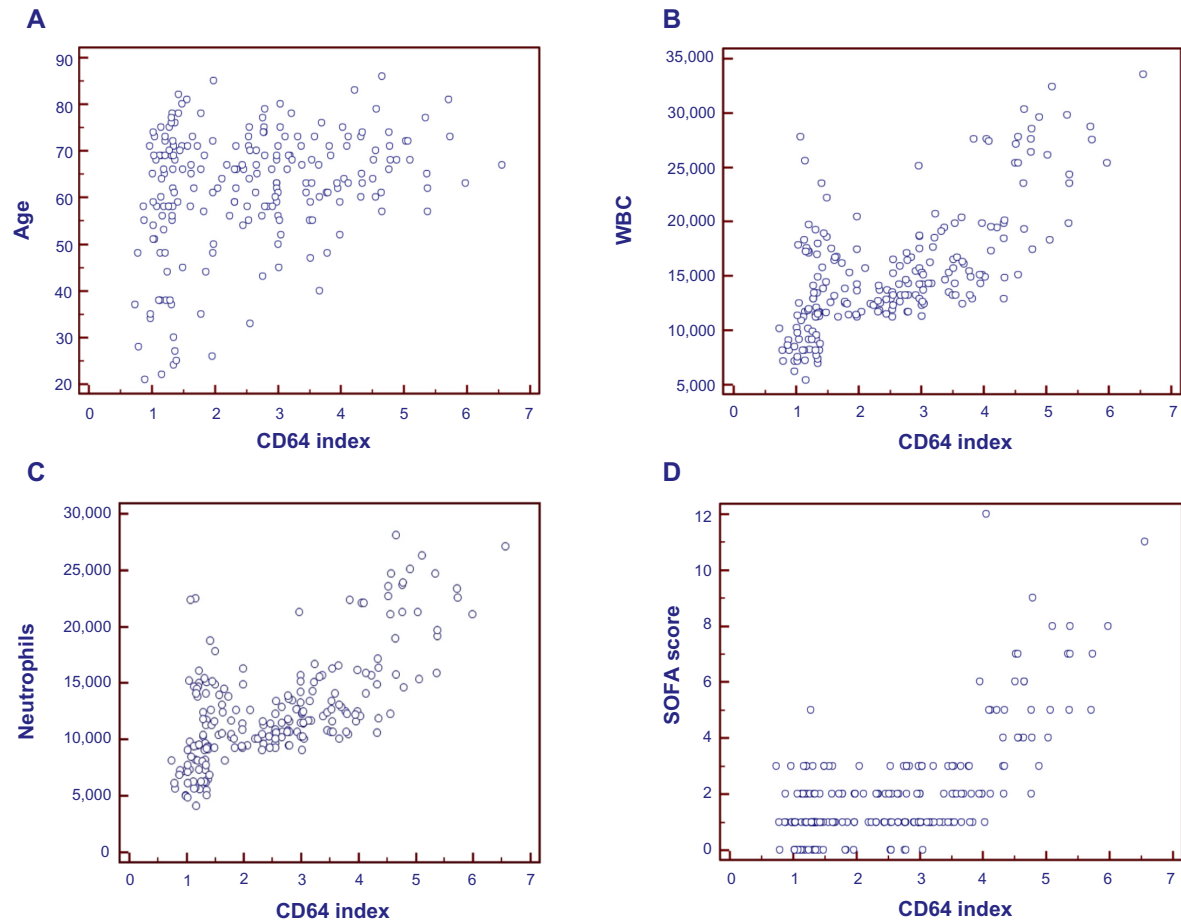 A
Age
90
80
70
60
50
40
30
20
0 1 2 3 4 5 6 7
CD64 index
B
WBC
35,000
30,000
25,000
20,000
15,000
10,000
5,000
0 1 2 3 4 5 6 7
CD64 index
C
Neutrophils
30,000
25,000
20,000
15,000
10,000
5,000
0
0 1 2 3 4 5 6 7
CD64 index
D
SOFA score
12
10
8
6
4
2
0
0 1 2 3 4 5 6 7
CD64 index